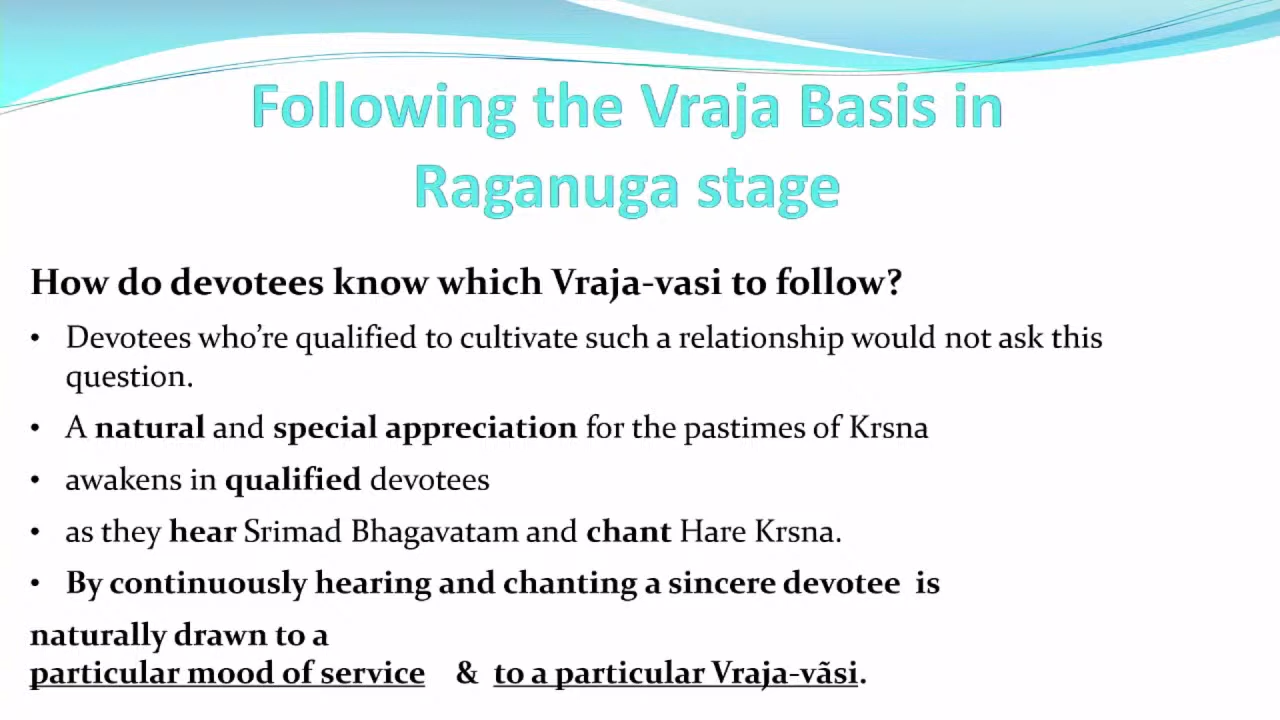 Following the Vraja Basis in
Raganuga stage
How do devotees know which Vraja-vasi to follow?
• Devotees who’re qualified to cultivate such a relationship would not ask this
question.
• A natural and special appreciation for the pastimes of Krsna
• awakens in qualified devotees
• as they hear Srimad Bhagavatam and chant Hare Krsna.
• By continuously hearing and chanting a sincere devotee is
naturally drawn to a
particular mood of service & to a particular Vraja-vãsi.